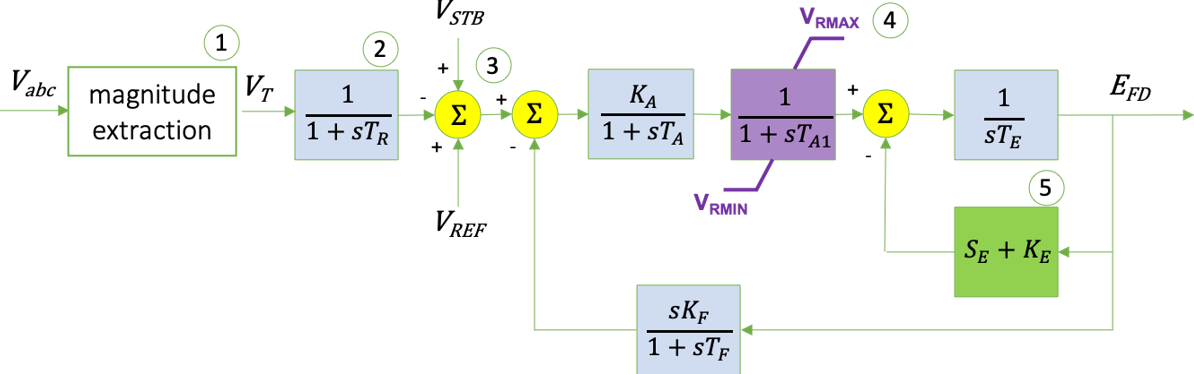 V_STB
V_RMAX
1
2
3
4
V_abc
magnitude
extraction
V_T
1
1 + sT_R
-
+
+
Σ
+
-
Σ
K_A
1 + sT_A
1
1 + sT_A1
+
-
Σ
1
sT_E
E_FD
V_RMIN
V_REF
5
S_E + K_E
sK_F
1 + sT_F